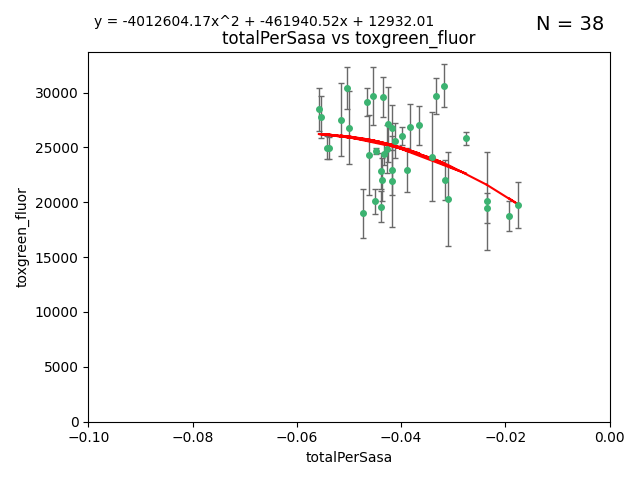 y = -4012604.17x^2 + -461940.52x + 12932.01
N = 38
totalPerSasa vs toxgreen_fluor
30000
25000
20000
15000
10000
5000
0
toxgreen_fluor
−0.10 −0.08 −0.06 −0.04 −0.02 0.00
totalPerSasa